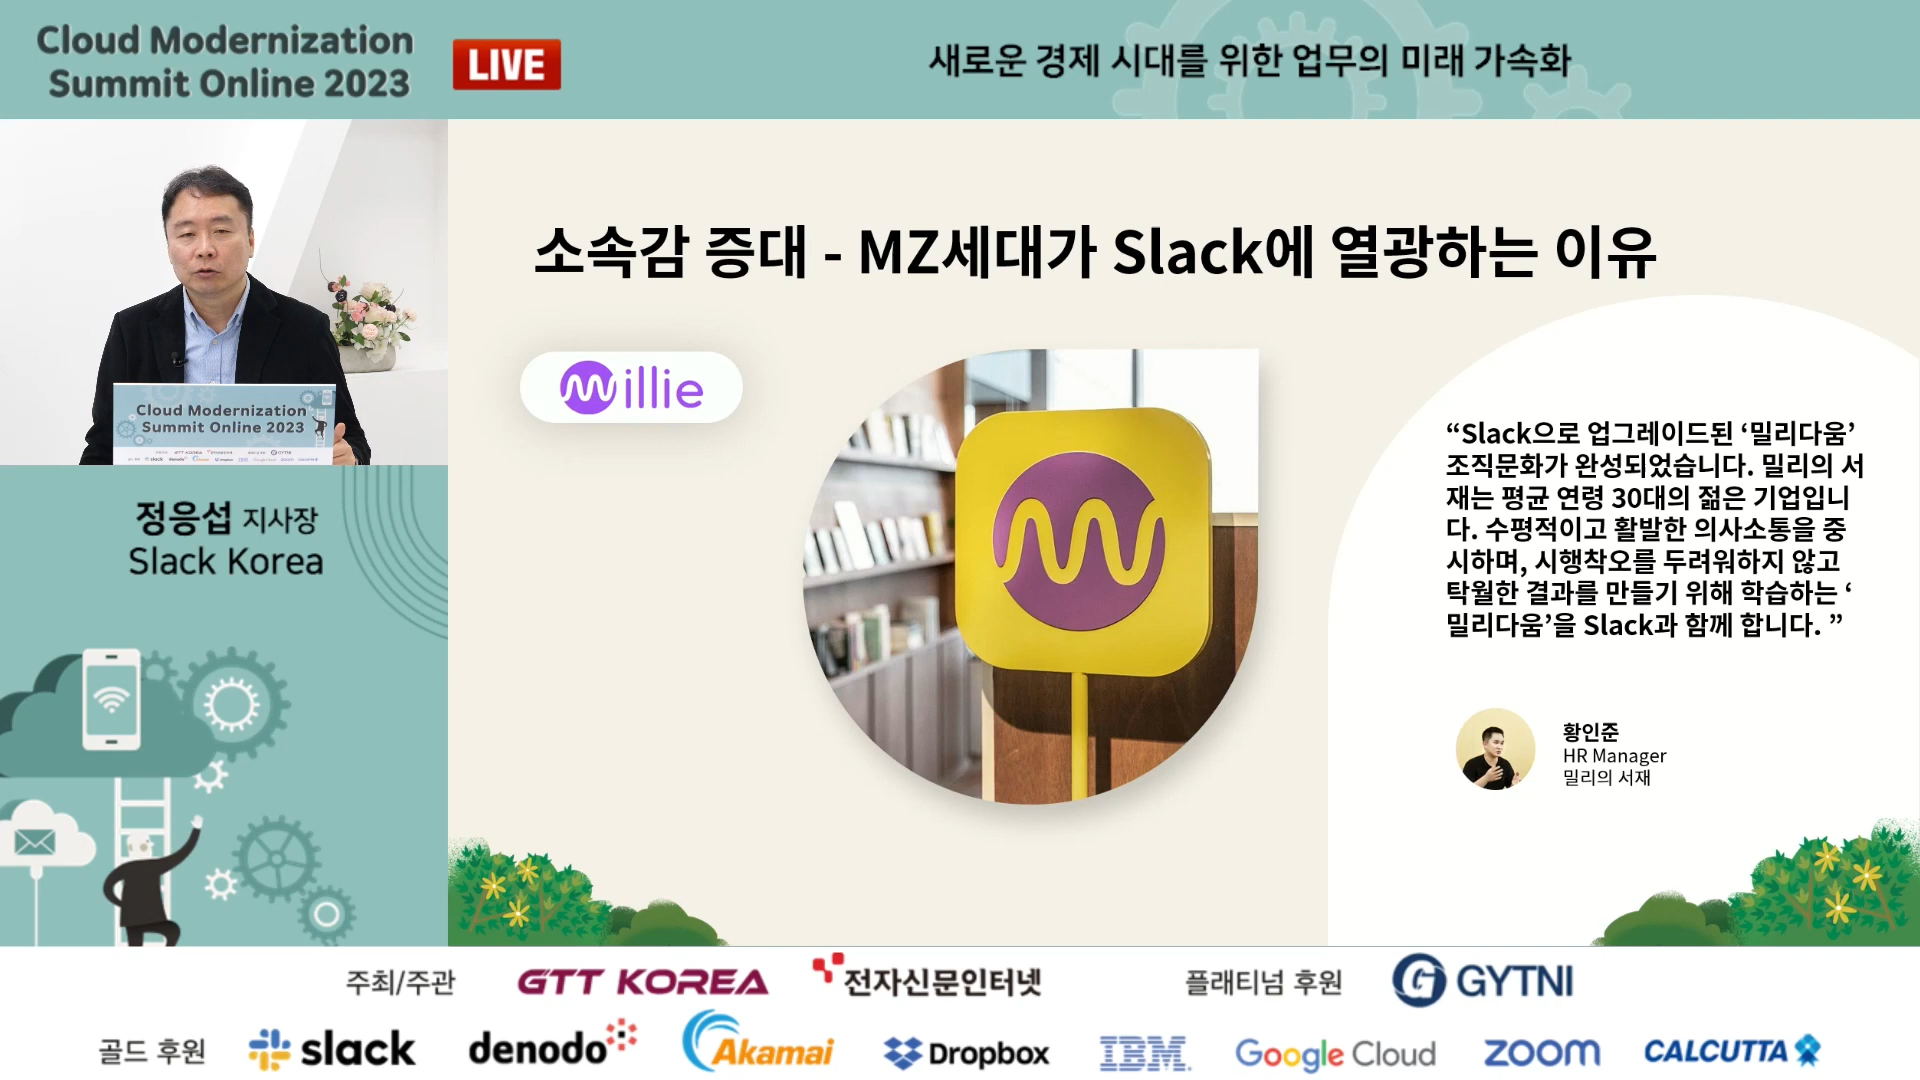 Cloud Modernization
Summit Online 2023
LIVE
새로운 경제 시대를 위한 업무의 미래 가속화
Cloud Modernization
Summit Online 2023
정응섭 지사장
Slack Korea
소속감 증대 - MZ세대가 Slack에 열광하는 이유
millie
“Slack으로 업그레이드된 ‘밀리다움’
조직문화가 완성되었습니다. 밀리의 서
재는 평균 연령 30대의 젊은 기업입니
다. 수평적이고 활발한 의사소통을 중
시하며, 시행착오를 두려워하지 않고
탁월한 결과를 만들기 위해 학습하는 ‘
밀리다움’을 Slack과 함께 합니다. ”
황인준
HR Manager
밀리의 서재
주최/주관 GTT KOREA 전자신문인터넷 플래티넘 후원 GYTNI
골드 후원 slack denodo Akamai Dropbox IBM Google Cloud zoom CALCUTTA